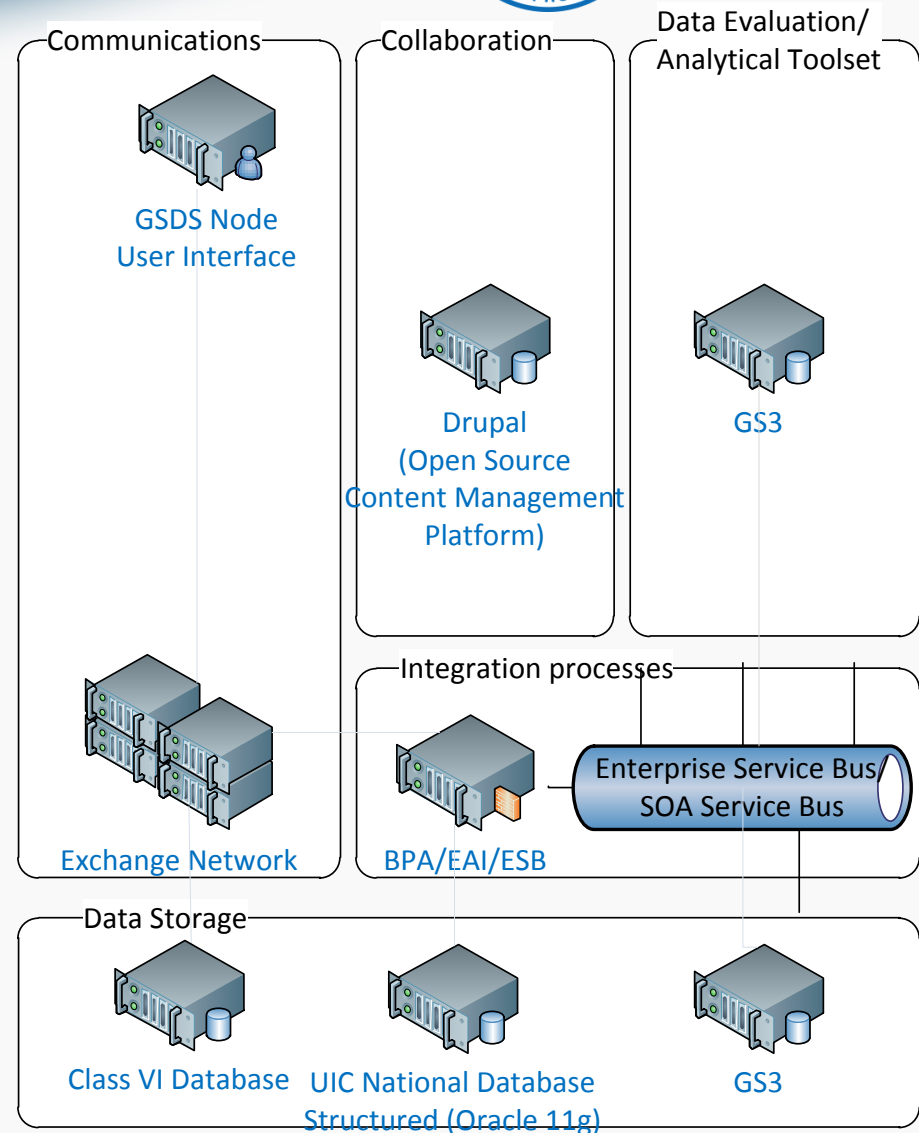 Communications
Collaboration
Data Evaluation/
Analytical Toolset
GSDS Node
User Interface
Drupal
(Open Source
Content Management
Platform)
GS3
Integration processes
Enterprise Service Bus/
SOA Service Bus
Exchange Network
BPA/EAI/ESB
Data Storage
Class VI Database
UIC National Database
Structured (Oracle 11g)
GS3